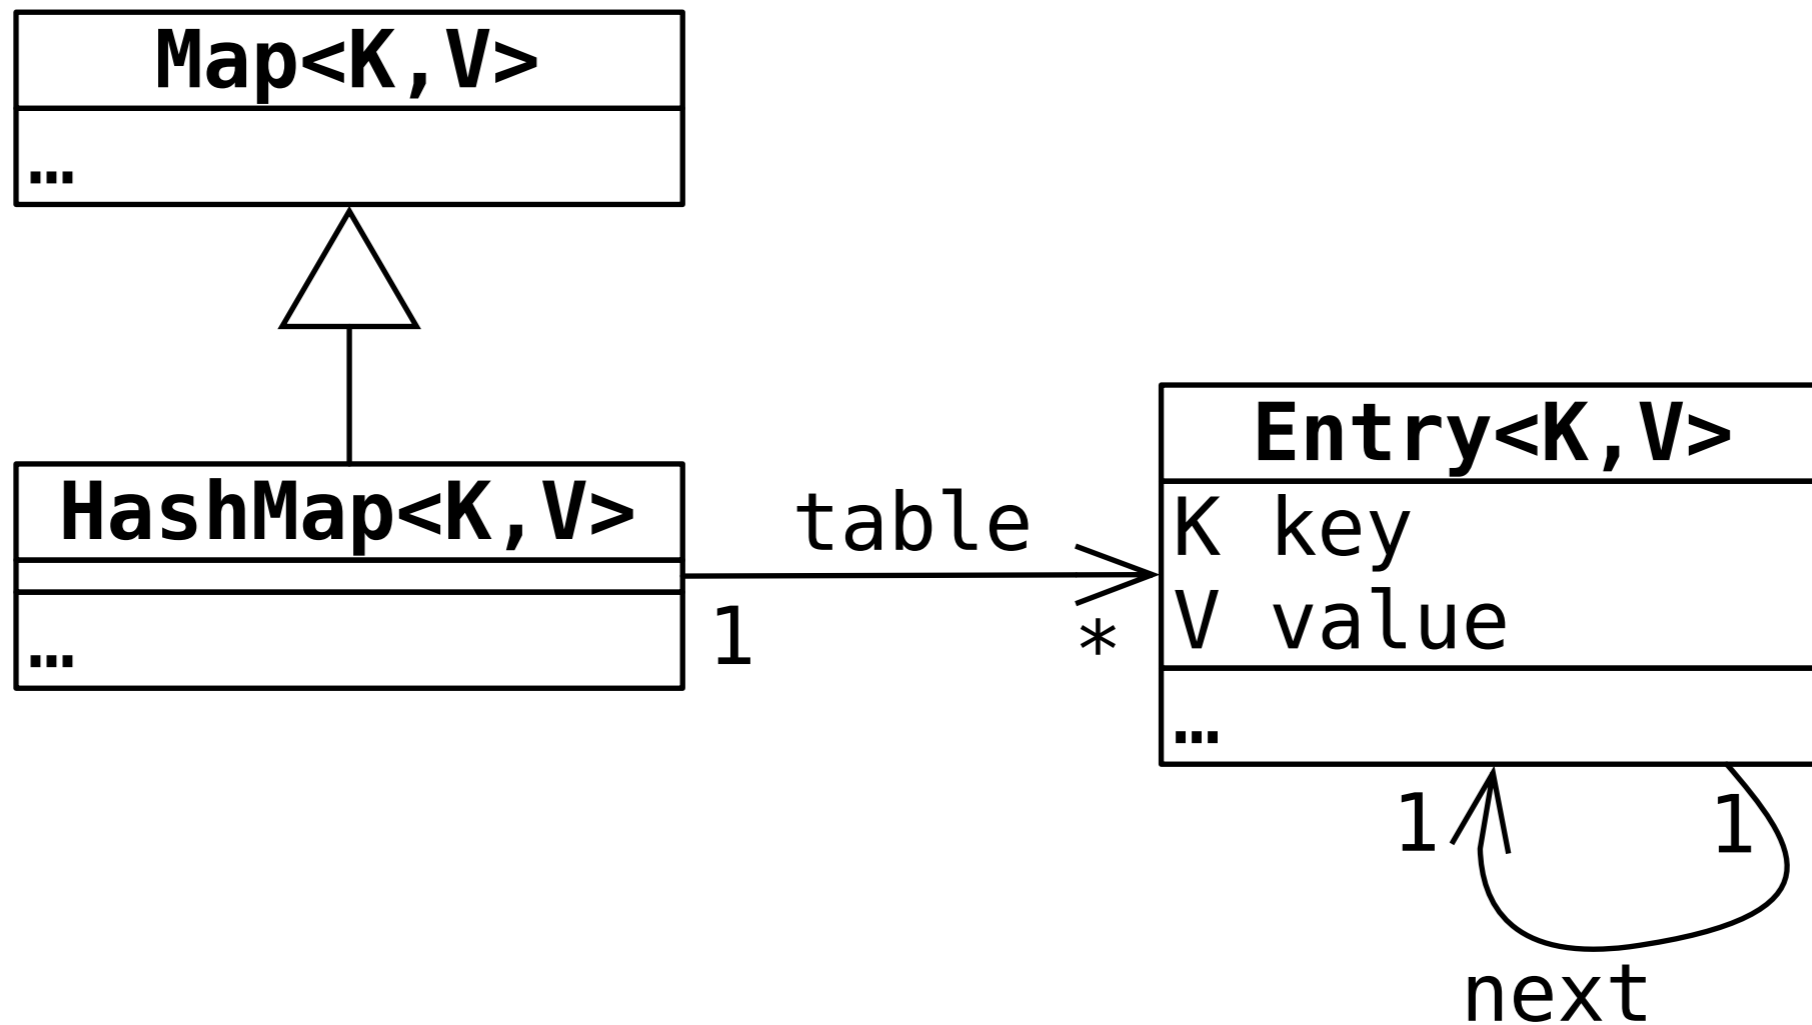 Map<K,V>
…
HashMap<K,V>
…
table
1
*
Entry<K,V>
K key
V value
…
1
1
next